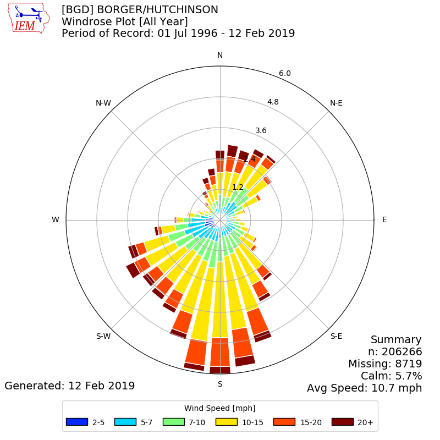 IEM
[BGD] BORGER/HUTCHINSON
Windrose Plot [All Year]
Period of Record: 01 Jul 1996 - 12 Feb 2019
N
6.0
4.8
3.6
2.4
1.2
N-W
N-E
W
E
S-W
S-E
S
Summary
n: 206266
Missing: 8719
Calm: 5.7%
Avg Speed: 10.7 mph
Generated: 12 Feb 2019
Wind Speed [mph]
2-5 5-7 7-10 10-15 15-20 20+